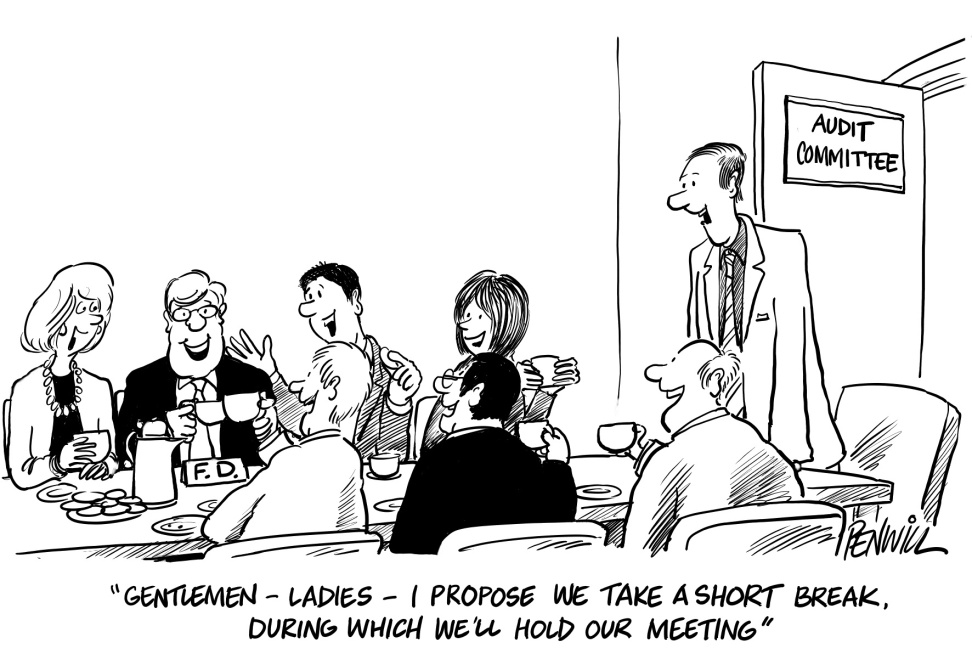 AUDIT
COMMITTEE
F.D.
PENWILL
"GENTLEMEN - LADIES - I PROPOSE WE TAKE A SHORT BREAK,
DURING WHICH WE'LL HOLD OUR MEETING"